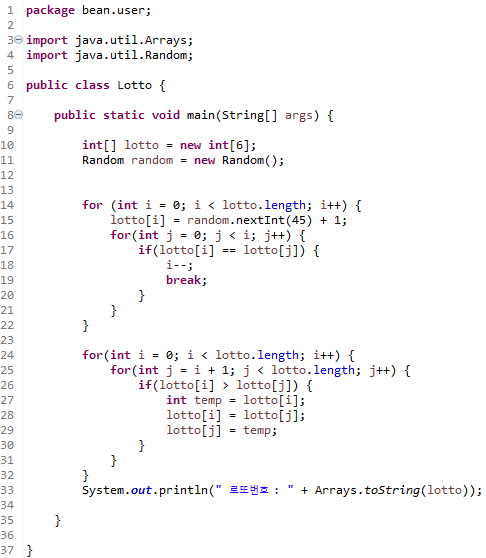 1 package bean.user;
2
3 import java.util.Arrays;
4 import java.util.Random;
5
6 public class Lotto {
7
8     public static void main(String[] args) {
9
10         int[] lotto = new int[6];
11         Random random = new Random();
12
13
14         for (int i = 0; i < lotto.length; i++) {
15             lotto[i] = random.nextInt(45) + 1;
16             for(int j = 0; j < i; j++) {
17                 if(lotto[i] == lotto[j]) {
18                     i--;
19                     break;
20                 }
21             }
22         }
23
24         for(int i = 0; i < lotto.length; i++) {
25             for(int j = i + 1; j < lotto.length; j++) {
26                 if(lotto[i] > lotto[j]) {
27                     int temp = lotto[i];
28                     lotto[i] = lotto[j];
29                     lotto[j] = temp;
30                 }
31             }
32         }
33         System.out.println(" 로또번호 : " + Arrays.toString(lotto));
34
35     }
36
37 }